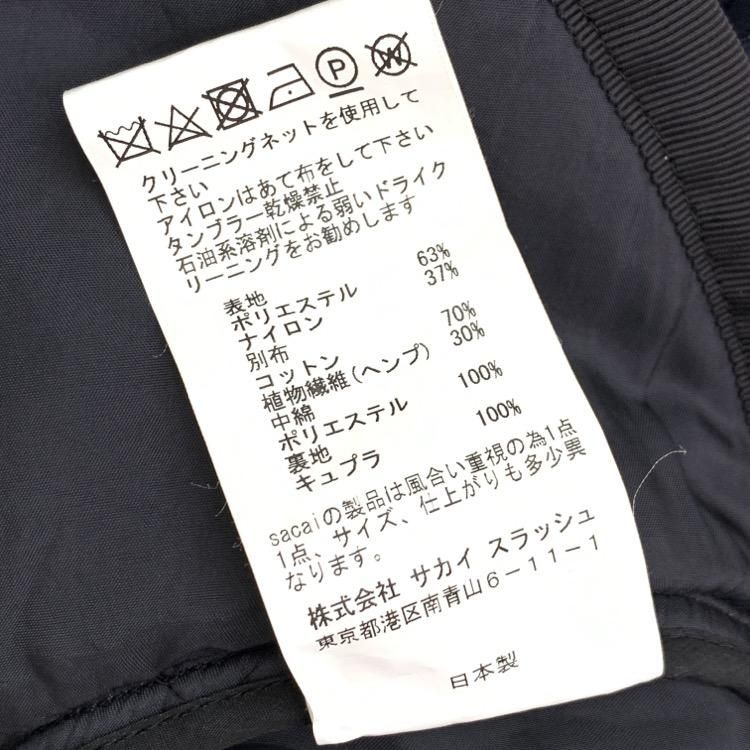 P W
クリーニングネットを使用して
下さい
アイロンはあて布をして下さい
タンブラー乾燥禁止
石油系溶剤による弱いドライク
リーニングをお勧めします
表地
ポリエステル 63%
ナイロン 37%
別布
コットン 70%
植物繊維(ヘンプ) 30%
中綿
ポリエステル 100%
裏地
キュプラ 100%
sacaiの製品は風合い重視の為1点
1点、サイズ、仕上がりも多少異
なります。
株式会社 サカイ スラッシュ
東京都港区南青山6-11-1
日本製